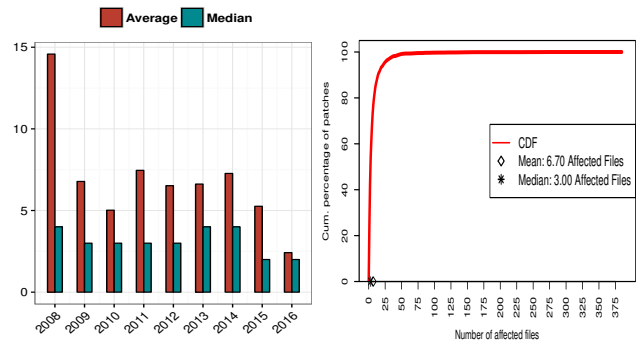 Average Median
15
10
5
0
2008 2009 2010 2011 2012 2013 2014 2015 2016
Cum. percentage of patches
100
80
60
40
20
0
CDF
Mean: 6.70 Affected Files
Median: 3.00 Affected Files
0 25 50 75 100 125 150 175 200 225 250 275 300 325 350 375
Number of affected files